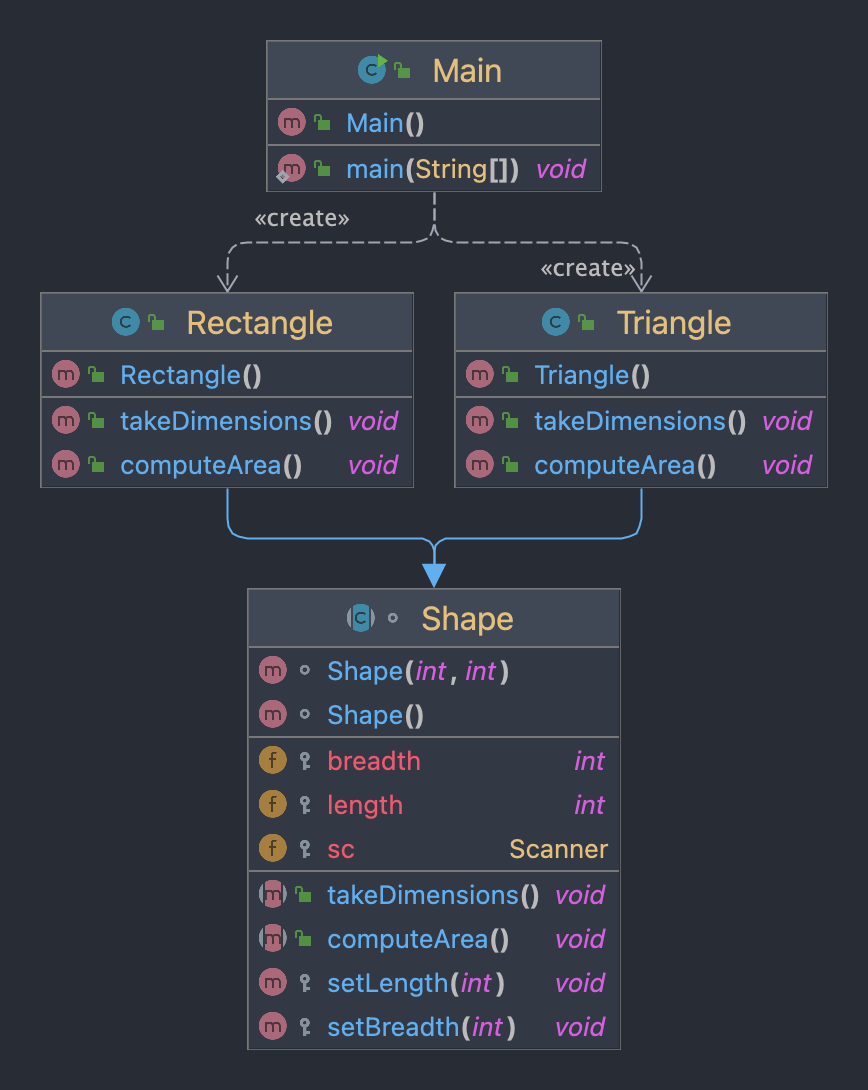 Main
Main()
main(String[]) void
«create»
«create»
Rectangle
Rectangle()
takeDimensions() void
computeArea() void
Triangle
Triangle()
takeDimensions() void
computeArea() void
Shape
Shape(int, int)
Shape()
breadth int
length int
sc Scanner
takeDimensions() void
computeArea() void
setLength(int) void
setBreadth(int) void